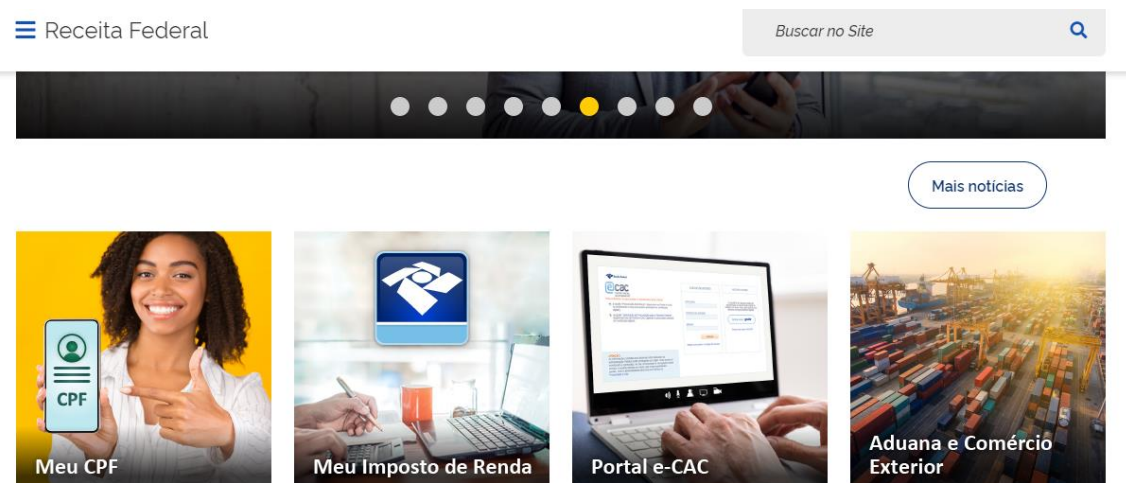 Receita Federal
Buscar no Site
Mais notícias
CPF
Meu CPF
Meu Imposto de Renda
ecac
Portal e-CAC
Aduana e Comércio
Exterior